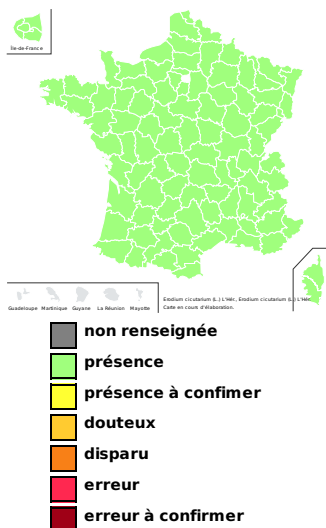 Île-de-France
Guadeloupe Martinique Guyane La Réunion Mayotte
Erodium cicutarium (L.) L'Hér., Erodium cicutarium (L.) L'Hér.
Carte en cours d'élaboration.
non renseignée
présence
présence à confimer
douteux
disparu
erreur
erreur à confirmer